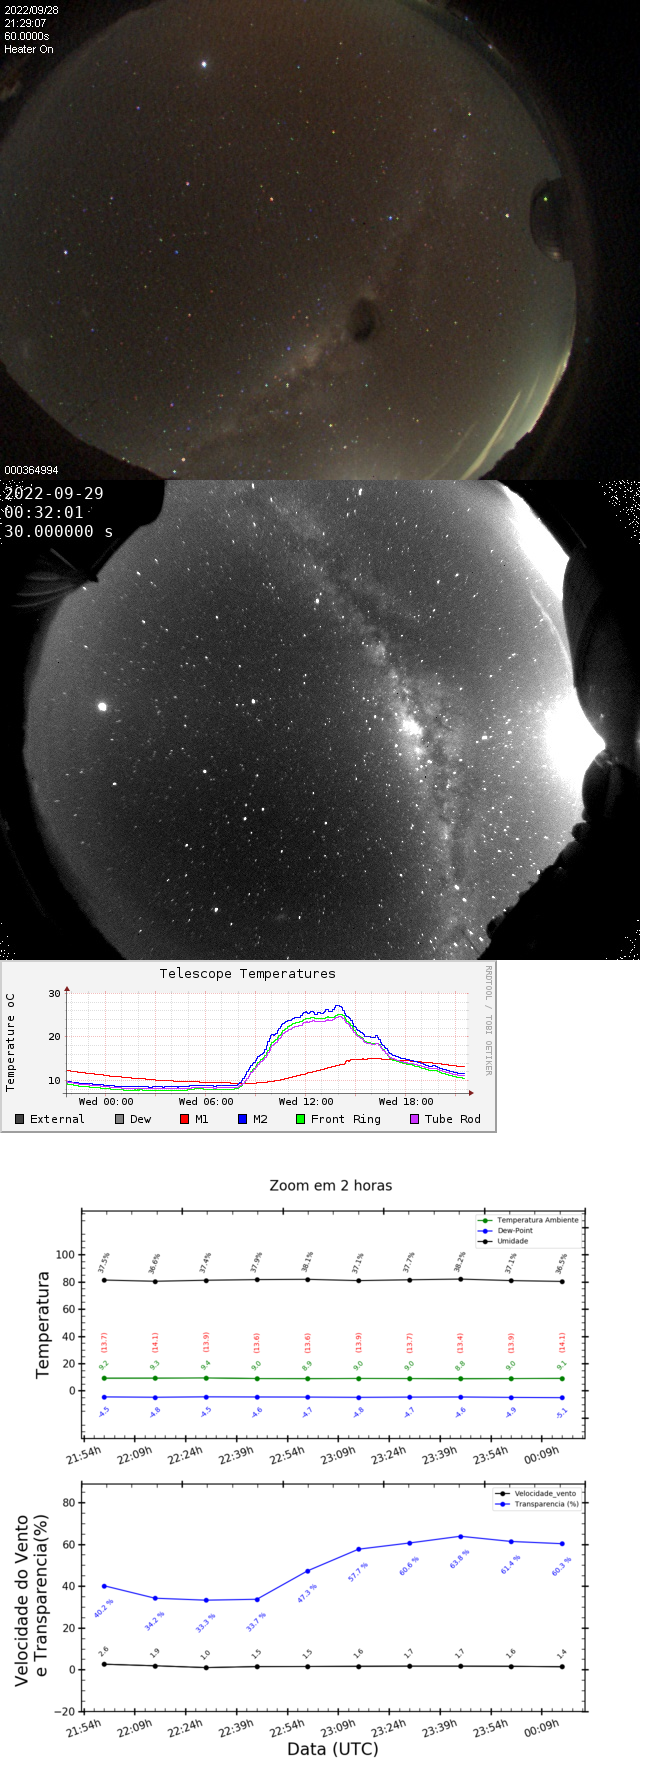 2022/09/28
21:29:07
60.0000s
Heater On
000364994
2022-09-29
00:32:01
30.000000 s
Telescope Temperatures
RRDTOOL / TOBI OETIKER
Temperature oC
30
20
10
Wed 00:00 Wed 06:00 Wed 12:00 Wed 18:00
External Dew M1 M2 Front Ring Tube Rod
Zoom em 2 horas
Temperatura Ambiente
Dew-Point
Umidade
Temperatura
100
80
60
40
20
0
37.5% 36.6% 37.4% 37.9% 38.1% 37.1% 37.7% 38.2% 37.1% 36.5%
(13.7) (14.1) (13.9) (13.6) (13.6) (13.9) (13.7) (13.4) (13.9) (14.1)
9.2 9.3 9.4 9.0 8.9 9.0 9.0 8.8 9.0 9.1
-4.5 -4.8 -4.5 -4.6 -4.7 -4.8 -4.7 -4.6 -4.9 -5.1
21:54h 22:09h 22:24h 22:39h 22:54h 23:09h 23:24h 23:39h 23:54h 00:09h
Velocidade_vento
Transparencia (%)
Velocidade do Vento
e Transparencia(%)
80
60
40
20
0
−20
40.2 % 34.2 % 33.3 % 33.7 % 47.3 % 57.7 % 60.6 % 63.8 % 61.4 % 60.3 %
2.6 1.9 1.0 1.5 1.5 1.6 1.7 1.7 1.6 1.4
21:54h 22:09h 22:24h 22:39h 22:54h 23:09h 23:24h 23:39h 23:54h 00:09h
Data (UTC)